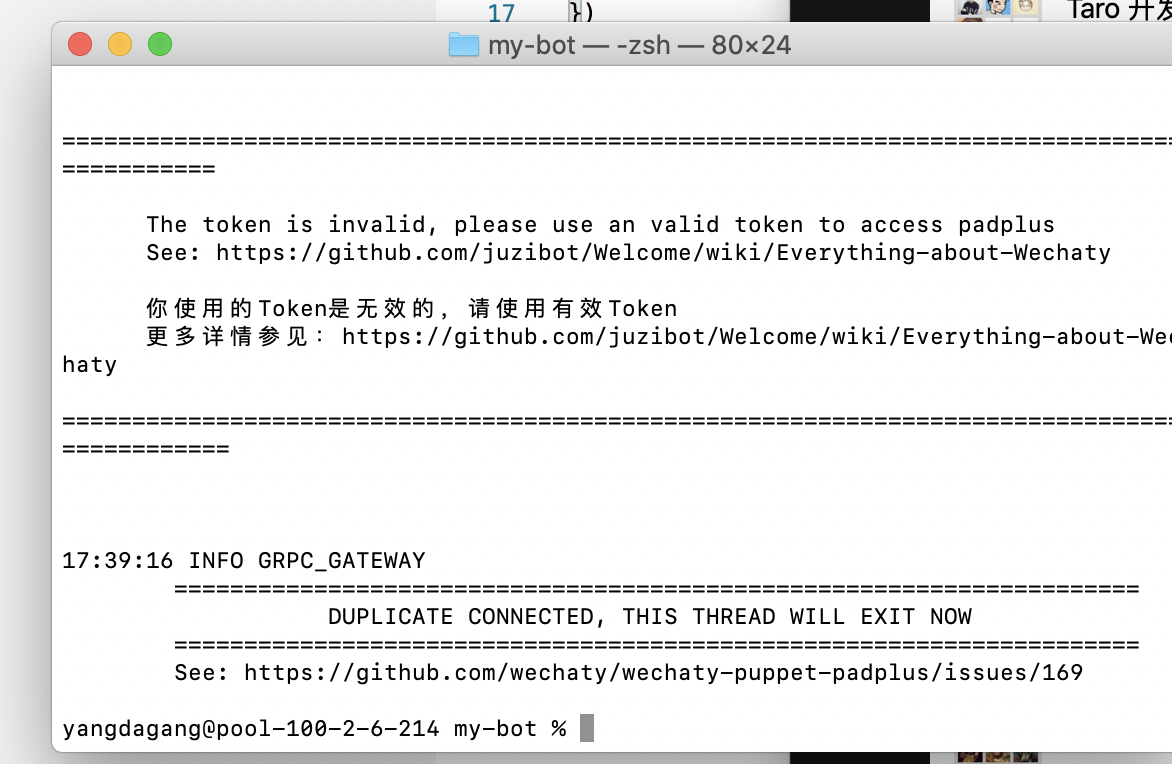 17 })
Taro 开发
my-bot — -zsh — 80×24
===============================================================================
===========
The token is invalid, please use an valid token to access padplus
See: https://github.com/juzibot/Welcome/wiki/Everything-about-Wechaty
你使用的Token是无效的, 请使用有效Token
更多详情参见: https://github.com/juzibot/Welcome/wiki/Everything-about-Wec
haty
===============================================================================
============
17:39:16 INFO GRPC_GATEWAY
=====================================================================
DUPLICATE CONNECTED, THIS THREAD WILL EXIT NOW
=====================================================================
See: https://github.com/wechaty/wechaty-puppet-padplus/issues/169
yangdagang@pool-100-2-6-214 my-bot %